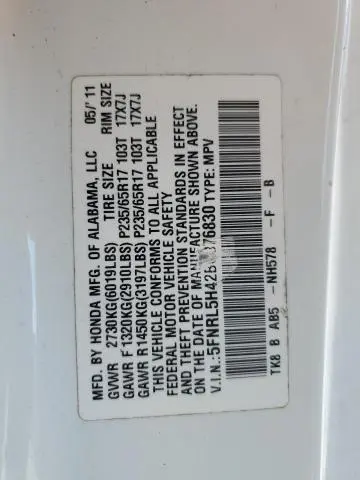 MFD. BY HONDA MFG. OF ALABAMA, LLC 05/'11
GVWR 2730KG(6019LBS) TIRE SIZE RIM SIZE
GAWR F 1320KG(2910LBS) P235/65R17 103T 17X7J
GAWR R1450KG(3197LBS) P235/65R17 103T 17X7J
THIS VEHICLE CONFORMS TO ALL APPLICABLE
FEDERAL MOTOR VEHICLE SAFETY
AND THEFT PREVENTION STANDARDS IN EFFECT
ON THE DATE OF MANUFACTURE SHOWN ABOVE.
V.I.N.: TYPE: MPV
TK8 B AB5 -NH578 -F -B